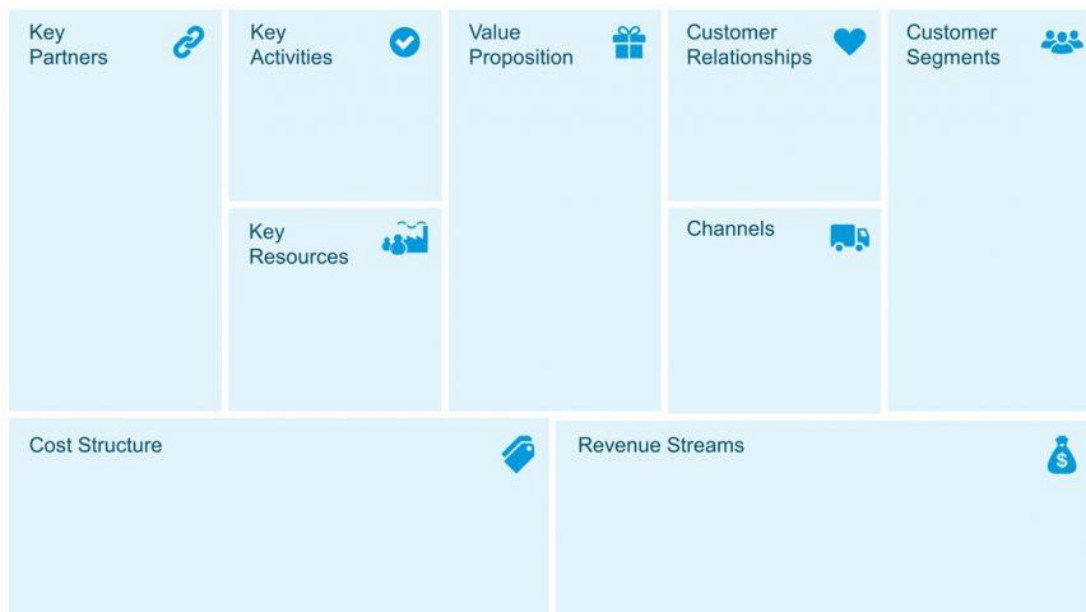 Key
Partners
Key
Activities
Value
Proposition
Customer
Relationships
Customer
Segments
Key
Resources
Channels
Cost Structure
Revenue Streams
$